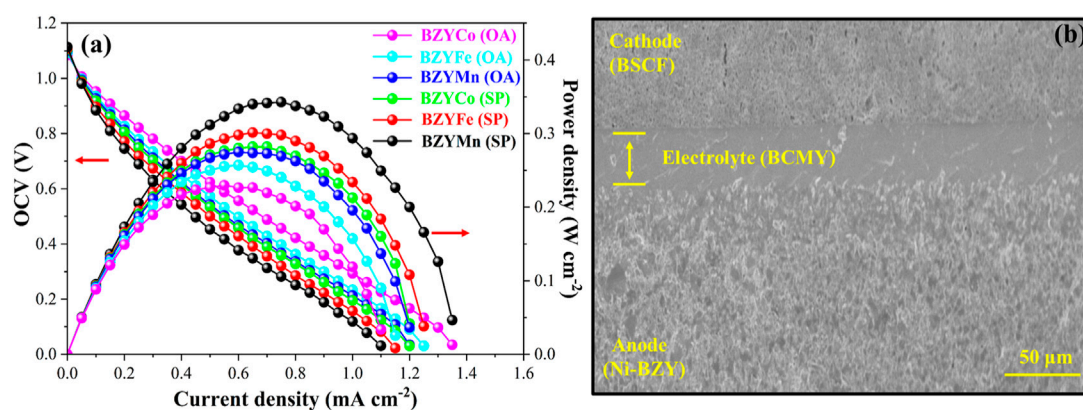 (a)
BZYCo (OA)
BZYFe (OA)
BZYMn (OA)
BZYCo (SP)
BZYFe (SP)
BZYMn (SP)
OCV (V)
1.2
1.0
0.8
0.6
0.4
0.2
0.0
0.0 0.2 0.4 0.6 0.8 1.0 1.2 1.4 1.6
Current density (mA cm⁻²)
0.4
0.3
0.2
0.1
0.0
Power density (W cm⁻²)
(b)
Cathode
(BSCF)
Electrolyte (BCMY)
Anode
(Ni-BZY)
50 µm